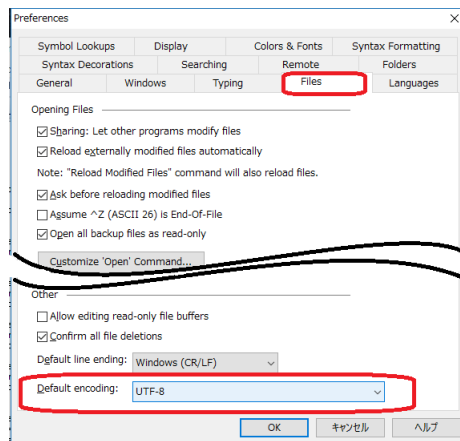 Preferences
Symbol Lookups Display Colors & Fonts Syntax Formatting
Syntax Decorations Searching Remote Folders
General Windows Typing Files Languages
Opening Files
Sharing: Let other programs modify files
Reload externally modified files automatically
Note: "Reload Modified Files" command will also reload files.
Ask before reloading modified files
Assume ^Z (ASCII 26) is End-Of-File
Open all backup files as read-only
Customize 'Open' Command...
Other
Allow editing read-only file buffers
Confirm all file deletions
Default line ending: Windows (CR/LF)
Default encoding: UTF-8
OK キャンセル ヘルプ